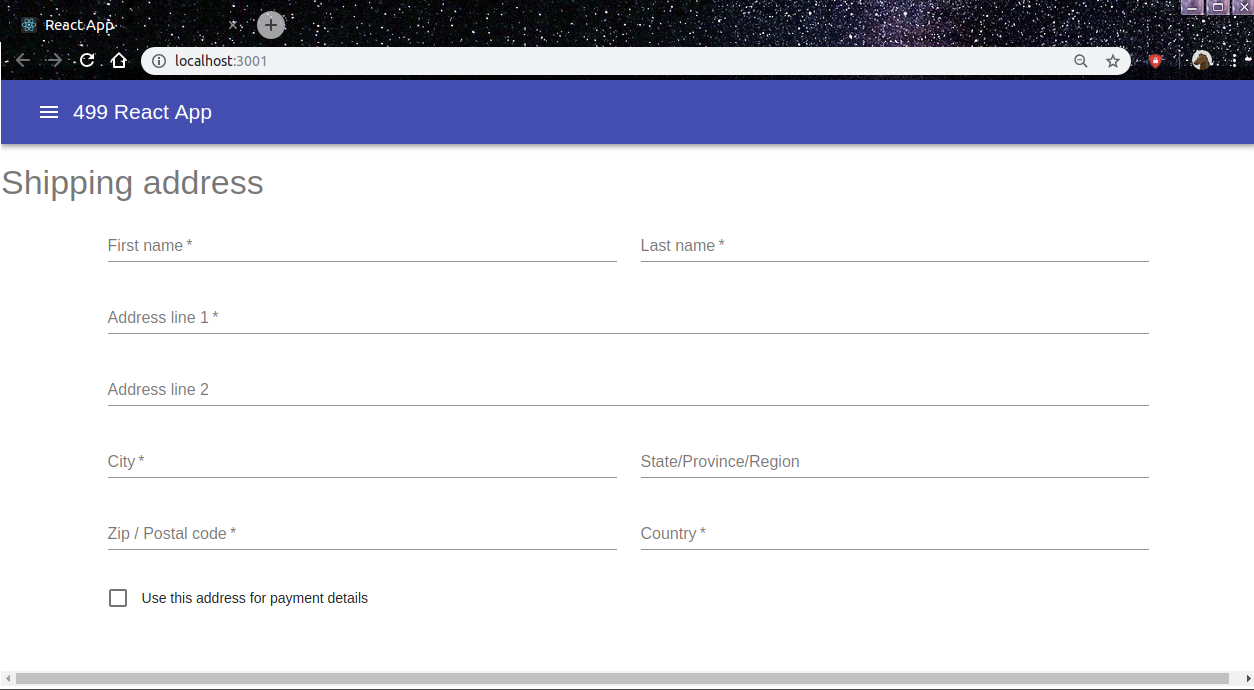 React App
localhost:3001
499 React App
Shipping address
First name * Last name *
Address line 1 *
Address line 2
City * State/Province/Region
Zip / Postal code * Country *
Use this address for payment details